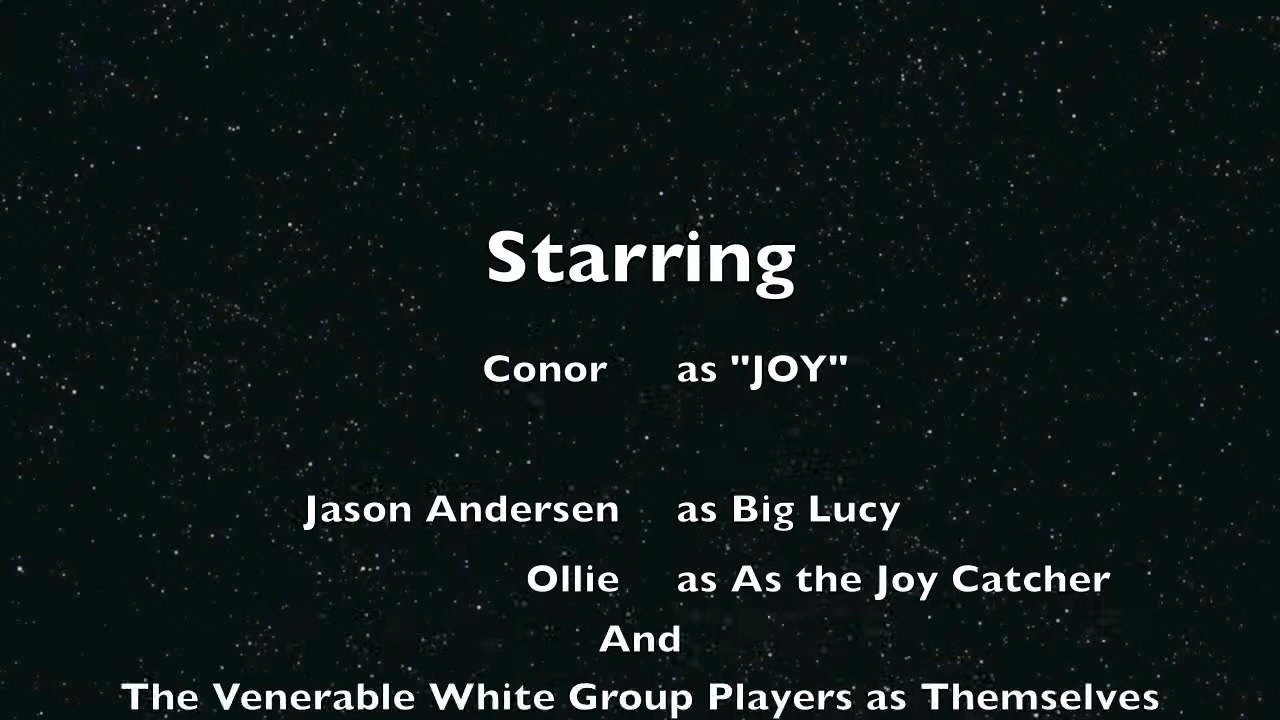 Starring
Conor as "JOY"
Jason Andersen as Big Lucy
Ollie as As the Joy Catcher
And
The Venerable White Group Players as Themselves